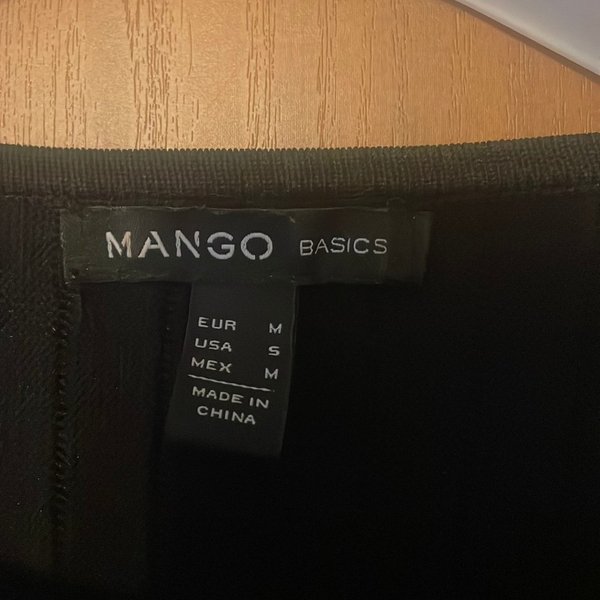 MANGO BASICS
EUR M
USA S
MEX M
MADE IN
CHINA